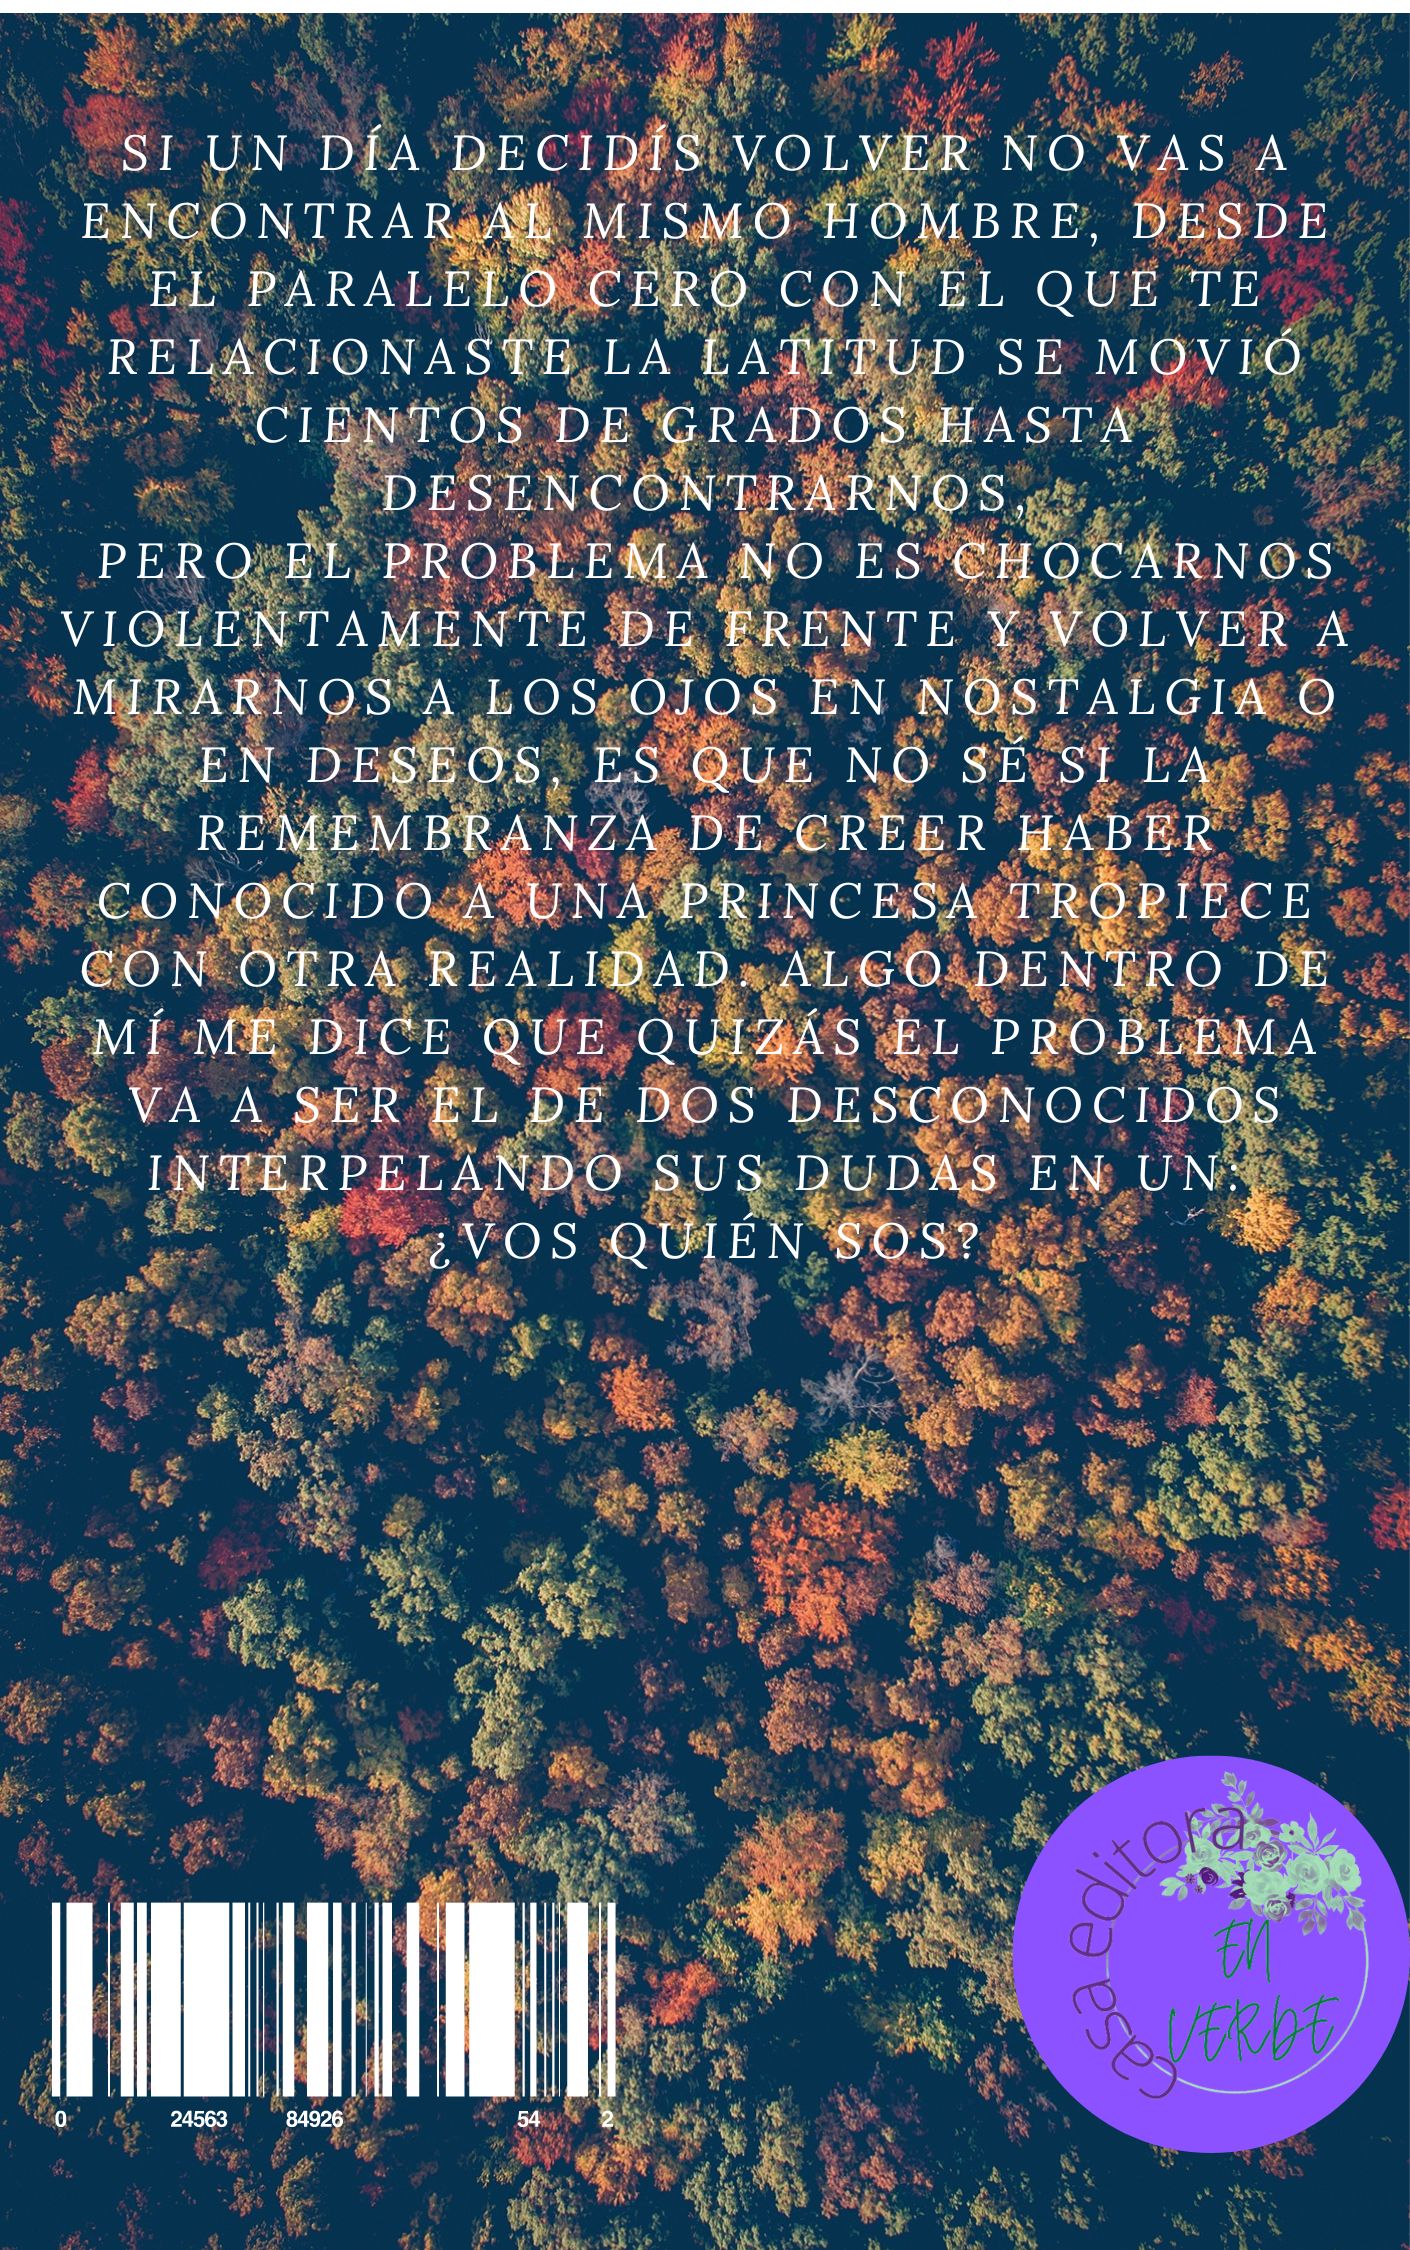 SI UN DÍA DECIDÍS VOLVER NO VAS A
ENCONTRAR AL MISMO HOMBRE, DESDE
EL PARALELO CERO CON EL QUE TE
RELACIONASTE LA LATITUD SE MOVIÓ
CIENTOS DE GRADOS HASTA
DESENCONTRARNOS,
PERO EL PROBLEMA NO ES CHOCARNOS
VIOLENTAMENTE DE FRENTE Y VOLVER A
MIRARNOS A LOS OJOS EN NOSTALGIA O
EN DESEOS, ES QUE NO SÉ SI LA
REMEMBRANZA DE CREER HABER
CONOCIDO A UNA PRINCESA TROPIECE
CON OTRA REALIDAD. ALGO DENTRO DE
MÍ ME DICE QUE QUIZÁS EL PROBLEMA
VA A SER EL DE DOS DESCONOCIDOS
INTERPELANDO SUS DUDAS EN UN:
¿VOS QUIÉN SOS?
casa editora
EN
VERDE
0 24563 84926 54 2